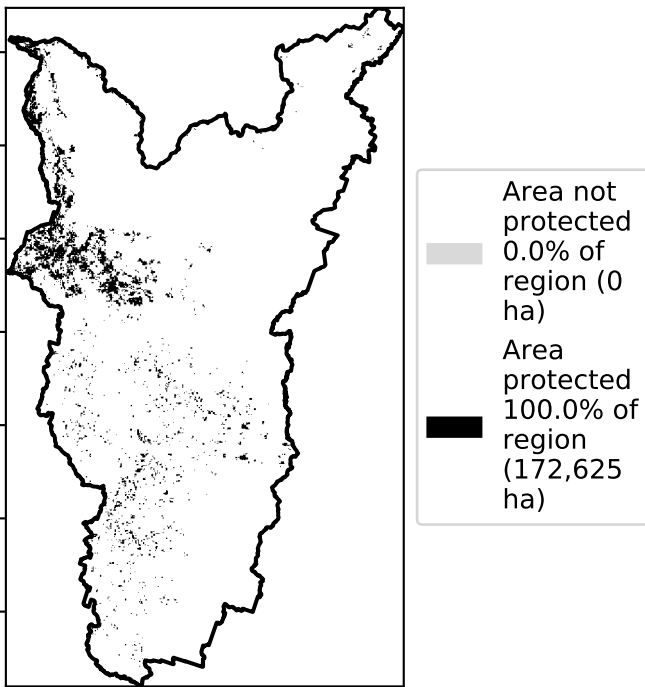 Area not
protected
0.0% of
region (0
ha)
Area
protected
100.0% of
region
(172,625
ha)